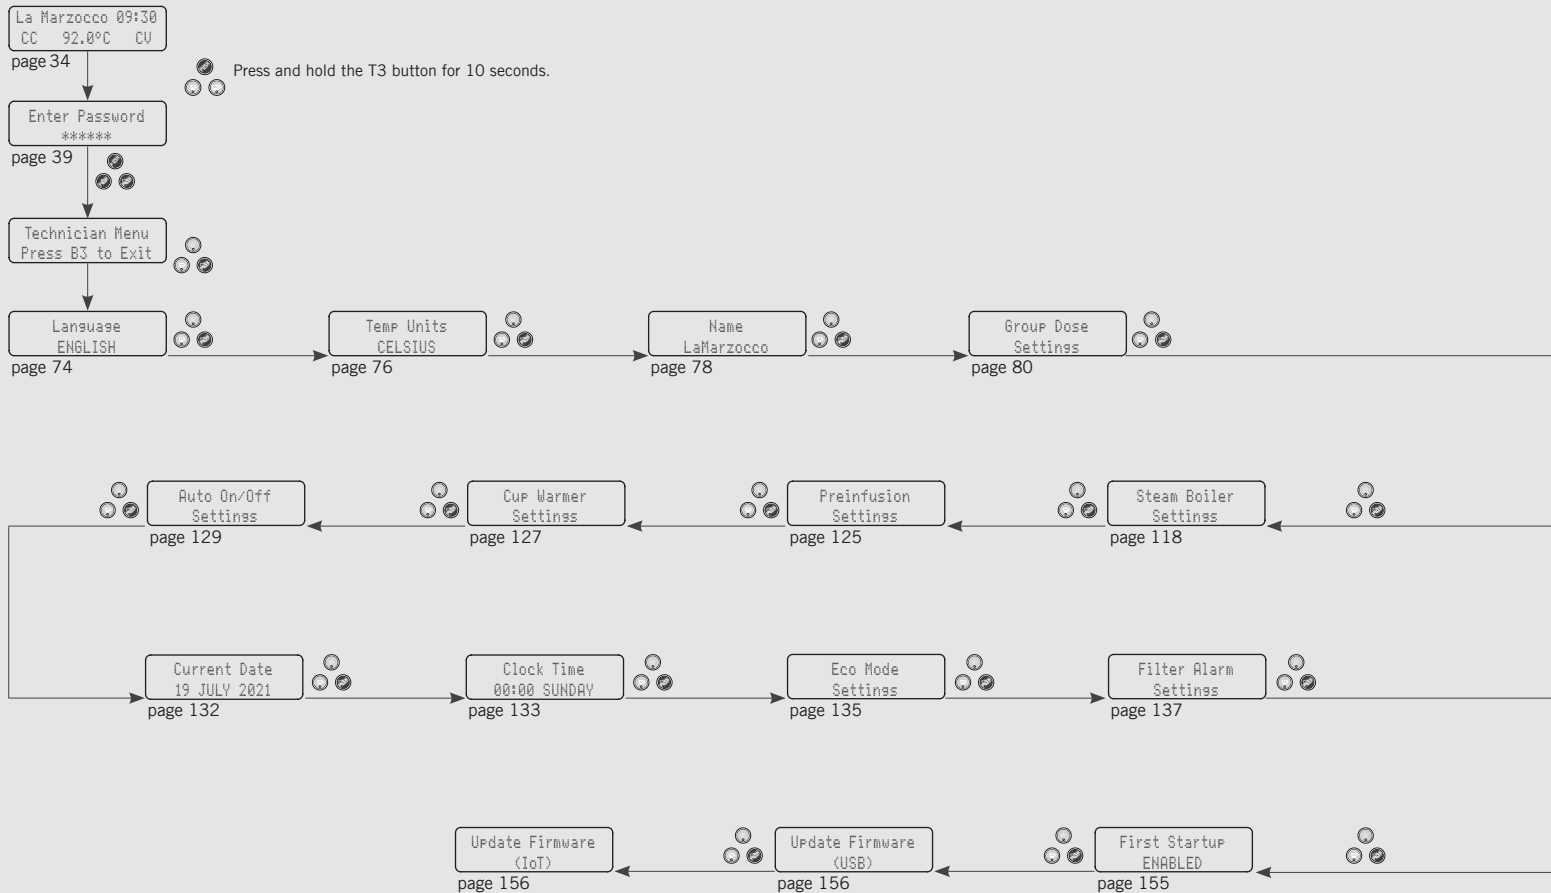 La Marzocco 09:30
CC 92.0ºC CV
page 34
Press and hold the T3 button for 10 seconds.
Enter Password
******
page 39
Technician Menu
Press B3 to Exit
Language
ENGLISH
page 74
Temp Units
CELSIUS
page 76
Name
LaMarzocco
page 78
Group Dose
Settings
page 80
Auto On/Off
Settings
page 129
Cup Warmer
Settings
page 127
Preinfusion
Settings
page 125
Steam Boiler
Settings
page 118
Current Date
19 JULY 2021
page 132
Clock Time
00:00 SUNDAY
page 133
Eco Mode
Settings
page 135
Filter Alarm
Settings
page 137
Update Firmware
(IoT)
page 156
Update Firmware
(USB)
page 156
First Startup
ENABLED
page 155